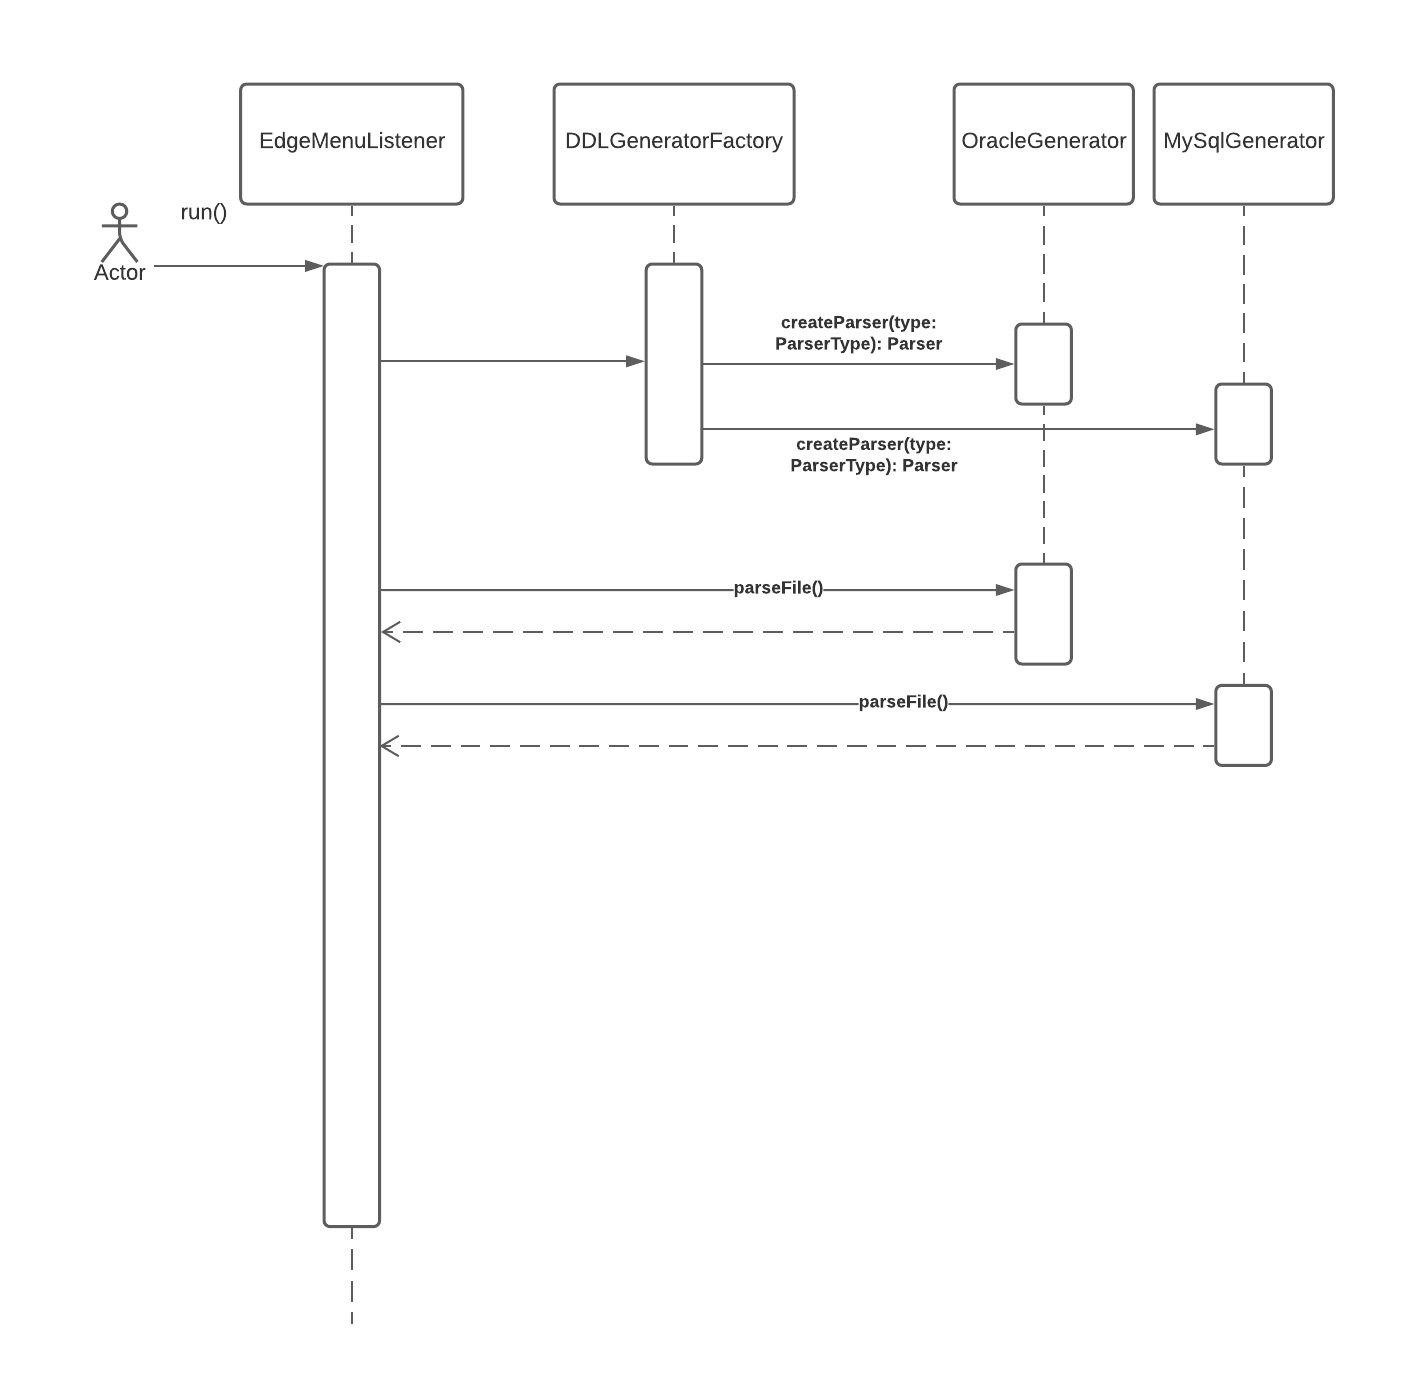 EdgeMenuListener
DDLGeneratorFactory
OracleGenerator
MySqlGenerator
run()
Actor
createParser(type:
ParserType): Parser
createParser(type:
ParserType): Parser
parseFile()
parseFile()